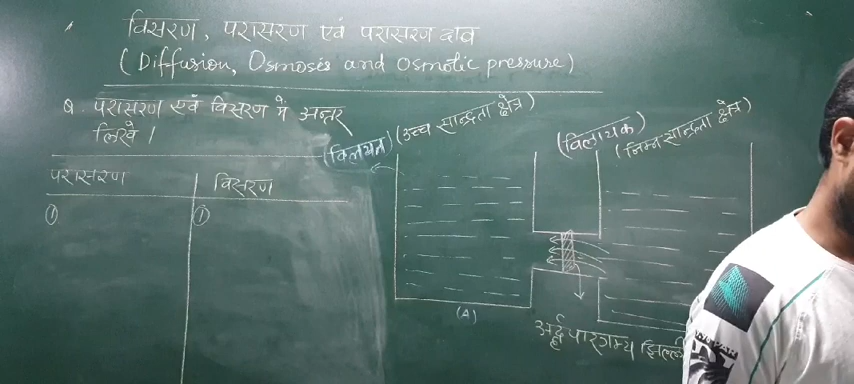 विसरण, परासरण एवं परासरण दाब
(Diffusion, Osmosis and Osmotic pressure)
Q. परासरण एवं विसरण में अन्तर
लिखें।
परासरण विसरण
① ①
(विलयन) (उच्च सान्द्रता क्षेत्र)
(विलायक)
(निम्न सान्द्रता क्षेत्र)
(A)
अर्द्धपारगम्य झिल्ली